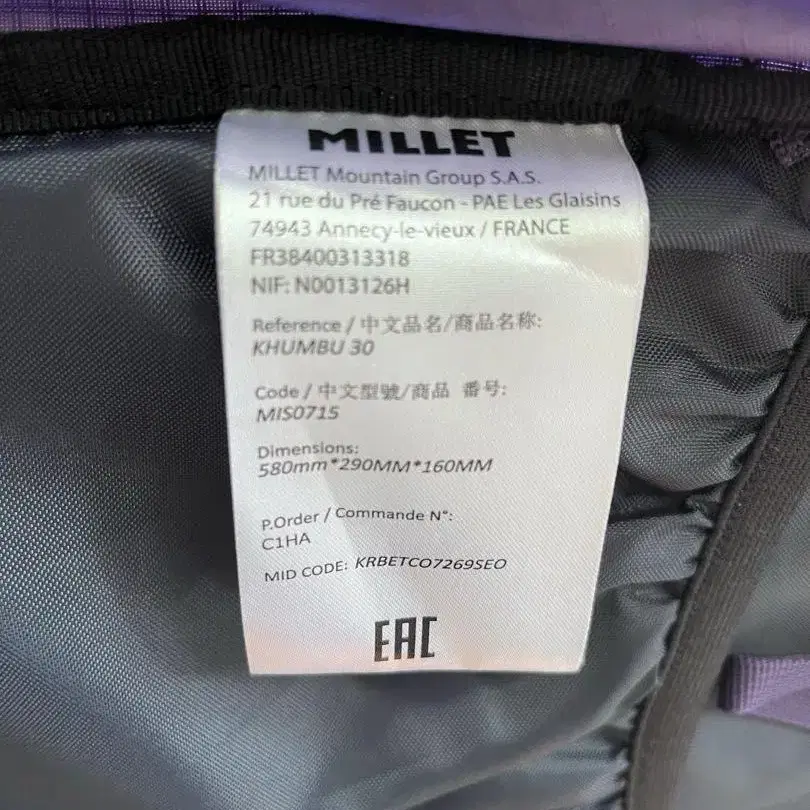 MILLET
MILLET Mountain Group S.A.S.
21 rue du Pré Faucon - PAE Les Glaisins
74943 Annecy-le-vieux / FRANCE
FR38400313318
NIF: N0013126H
Reference / 中文品名/商品名称:
KHUMBU 30
Code / 中文型號/商品 番号:
MIS0715
Dimensions:
580mm*290MM*160MM
P.Order / Commande N°:
C1HA
MID CODE: KRBETCO7269SEO
EAC